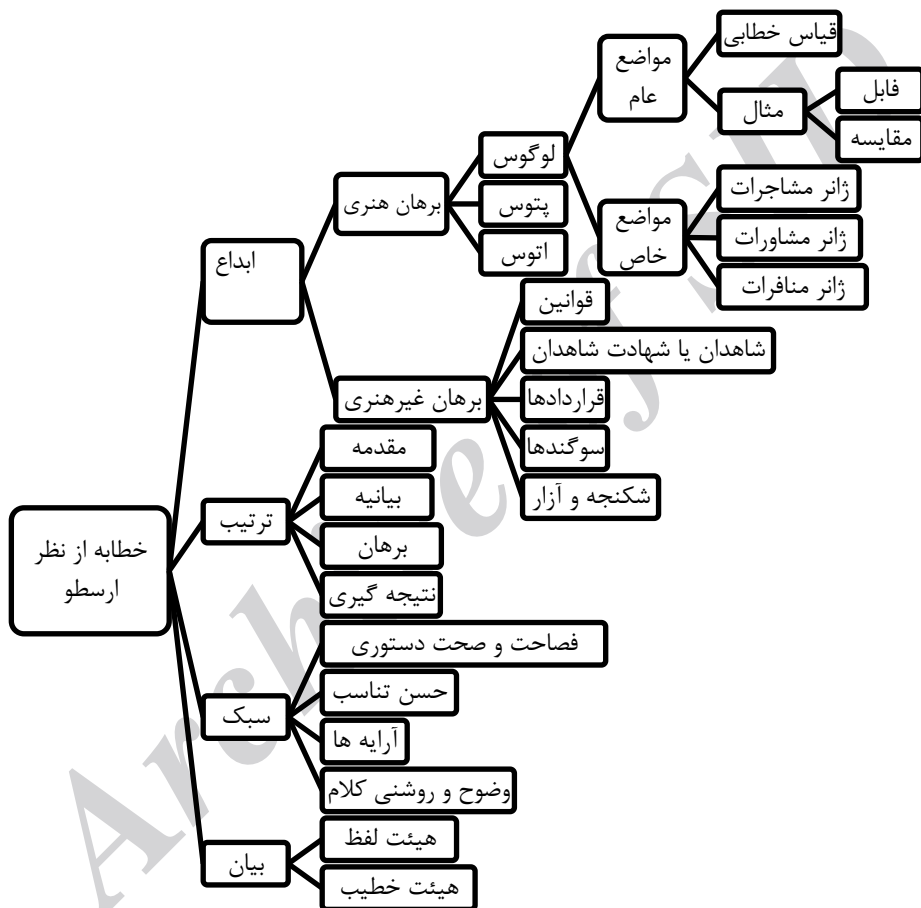 خطابه از نظر
ارسطو
ابداع
برهان هنری
لوگوس
مواضع
عام
قیاس خطابی
مثال
فابل
مقایسه
مواضع
خاص
ژانر مشاجرات
ژانر مشاورات
ژانر منافرات
پتوس
اتوس
برهان غیرهنری
قوانین
شاهدان یا شهادت شاهدان
قراردادها
سوگندها
شکنجه و آزار
ترتیب
مقدمه
بیانیه
برهان
نتیجه گیری
سبک
فصاحت و صحت دستوری
حسن تناسب
آرایه ها
وضوح و روشنی کلام
بیان
هیئت لفظ
هیئت خطیب
Archive of SID